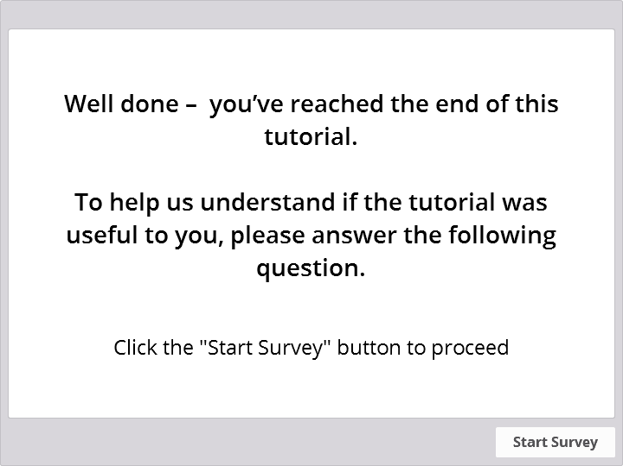 Well done –  you’ve reached the end of this
tutorial.
To help us understand if the tutorial was
useful to you, please answer the following
question.
Click the "Start Survey" button to proceed
Start Survey